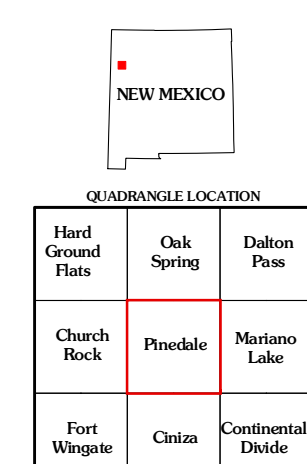 NEW MEXICO
QUADRANGLE LOCATION
Hard
Ground
Flats
Oak
Spring
Dalton
Pass
Church
Rock
Pinedale
Mariano
Lake
Fort
Wingate
Ciniza
Continental
Divide